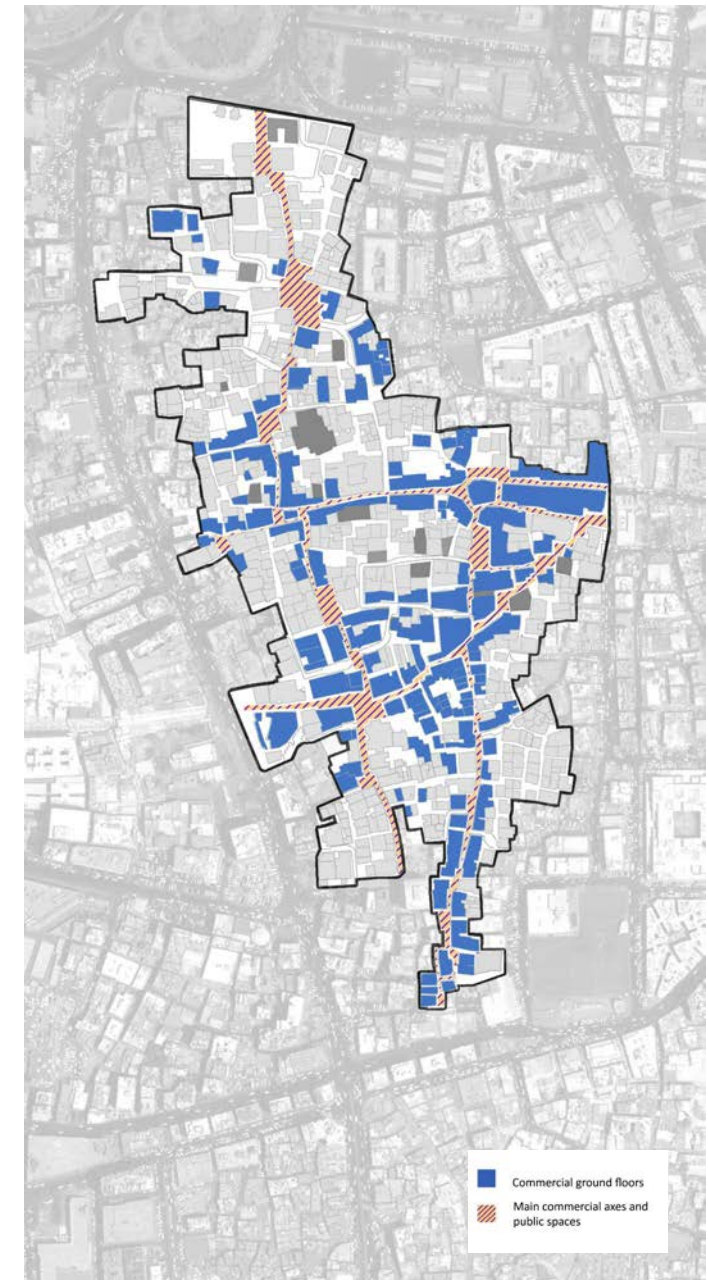 Commercial ground floors
Main commercial axes and
public spaces